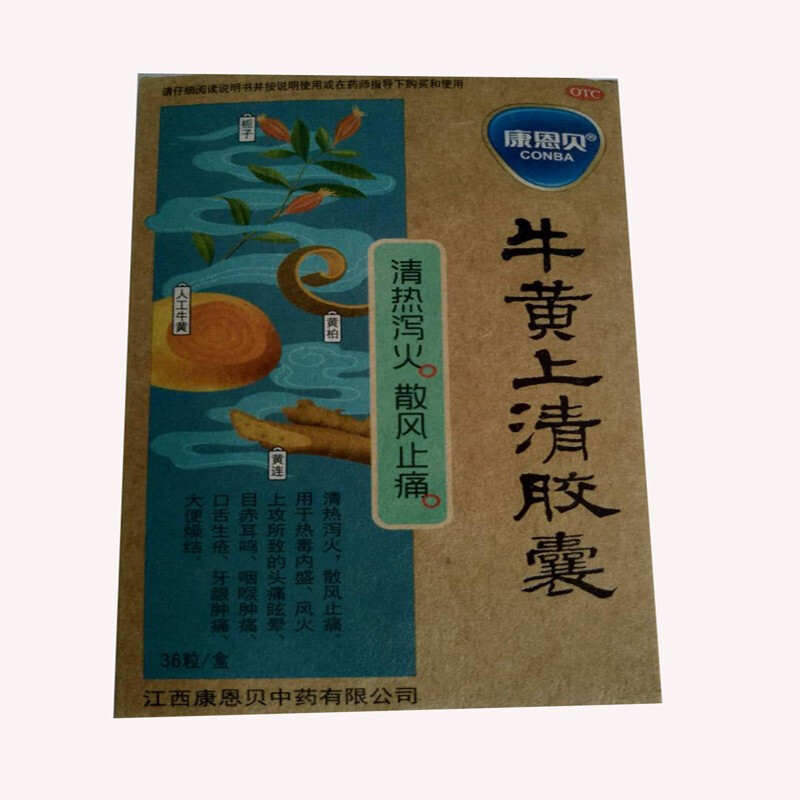 请仔细阅读说明书并按说明使用或在药师指导下购买和使用
OTC
康恩贝®
CONBA
牛黄上清胶囊
清热泻火。散风止痛。
栀子
人工牛黄
黄柏
黄连
清热泻火，散风止痛。
用于热毒内盛、风火
上攻所致的头痛眩晕、
目赤耳鸣、咽喉肿痛、
口舌生疮、牙龈肿痛、
大便燥结。
36粒/盒
江西康恩贝中药有限公司